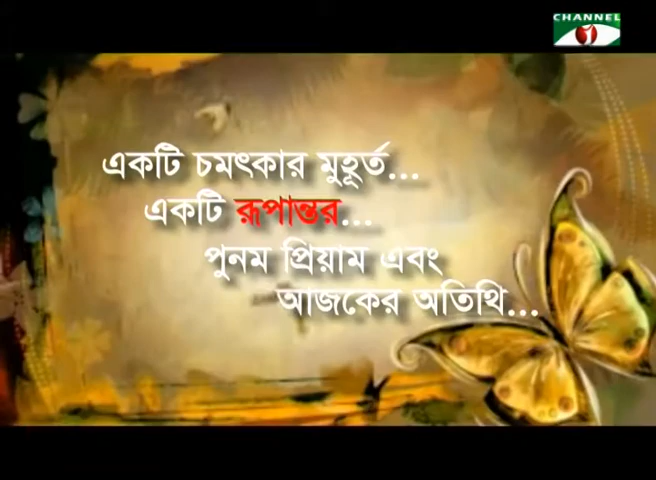 CHANNEL
i
একটি চমৎকার মুহূর্ত...
একটি রূপান্তর...
পুনম প্রিয়াম এবং
আজকের অতিথি...